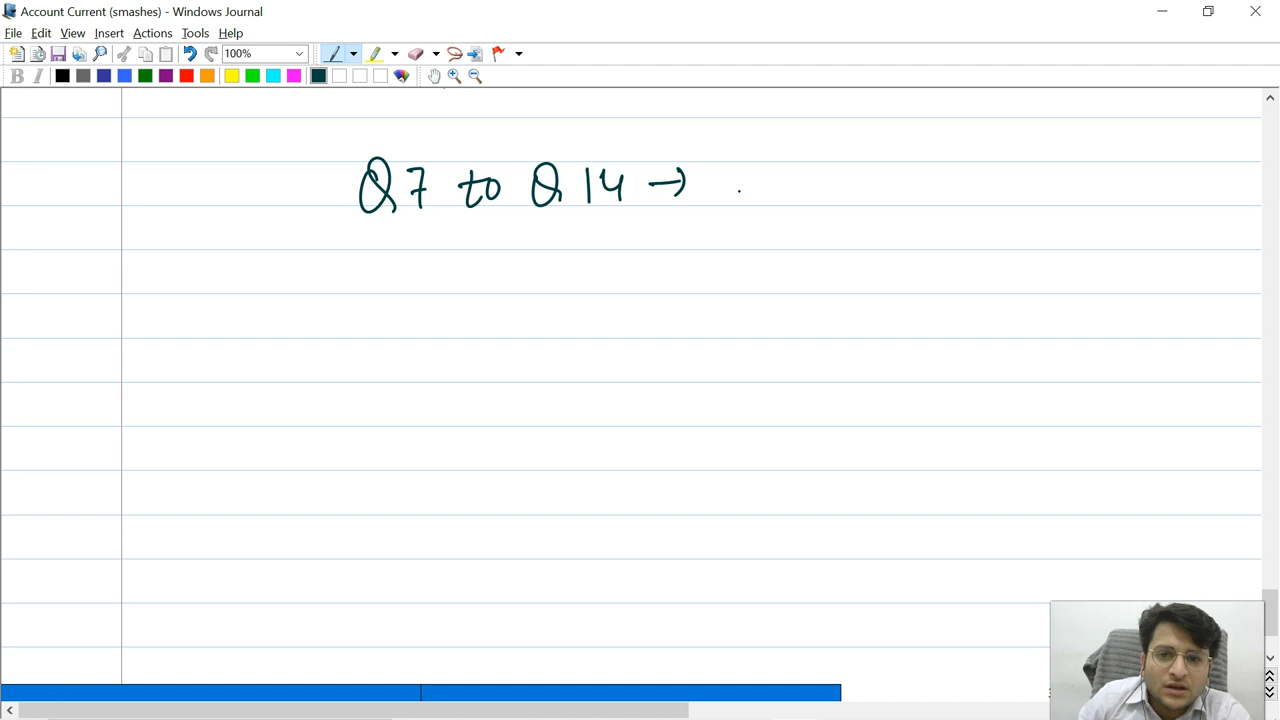 Account Current (smashes) - Windows Journal
File Edit View Insert Actions Tools Help
100%
B I
Q7 to Q14 →